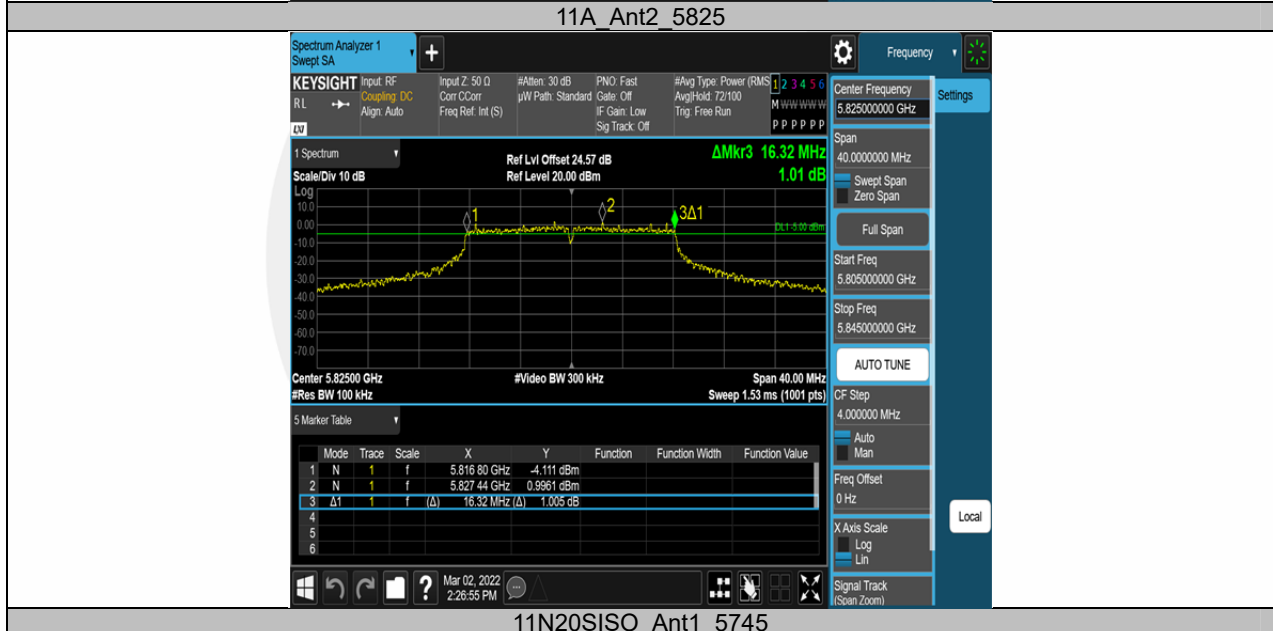 11A_Ant2_5825
Spectrum Analyzer 1
Swept SA
+
Frequency
KEYSIGHT Input: RF Input Z: 50 Ω #Atten: 30 dB PNO: Fast #Avg Type: Power (RMS 1 2 3 4 5 6
RL Coupling: DC Corr CCorr µW Path: Standard Gate: Off Avg|Hold: 72/100 M W W W W W
Align: Auto Freq Ref: Int (S) IF Gain: Low Trig: Free Run
LXI Sig Track: Off P P P P P P
1 Spectrum
Ref Lvl Offset 24.57 dB ΔMkr3 16.32 MHz
Scale/Div 10 dB Ref Level 20.00 dBm 1.01 dB
Log
10.0
0.00
-10.0
-20.0
-30.0
-40.0
-50.0
-60.0
-70.0
1
2
3Δ1
DL1 -5.00 dBm
Center 5.82500 GHz #Video BW 300 kHz Span 40.00 MHz
#Res BW 100 kHz Sweep 1.53 ms (1001 pts)
5 Marker Table
Mode Trace Scale X Y Function Function Width Function Value
1 N 1 f 5.816 80 GHz -4.111 dBm
2 N 1 f 5.827 44 GHz 0.9961 dBm
3 Δ1 1 f (Δ) 16.32 MHz (Δ) 1.005 dB
4
5
6
? Mar 02, 2022
2:26:55 PM
Center Frequency
5.825000000 GHz
Settings
Span
40.0000000 MHz
Swept Span
Zero Span
Full Span
Start Freq
5.805000000 GHz
Stop Freq
5.845000000 GHz
AUTO TUNE
CF Step
4.000000 MHz
Auto
Man
Freq Offset
0 Hz
Local
X Axis Scale
Log
Lin
Signal Track
(Span Zoom)
11N20SISO_Ant1_5745